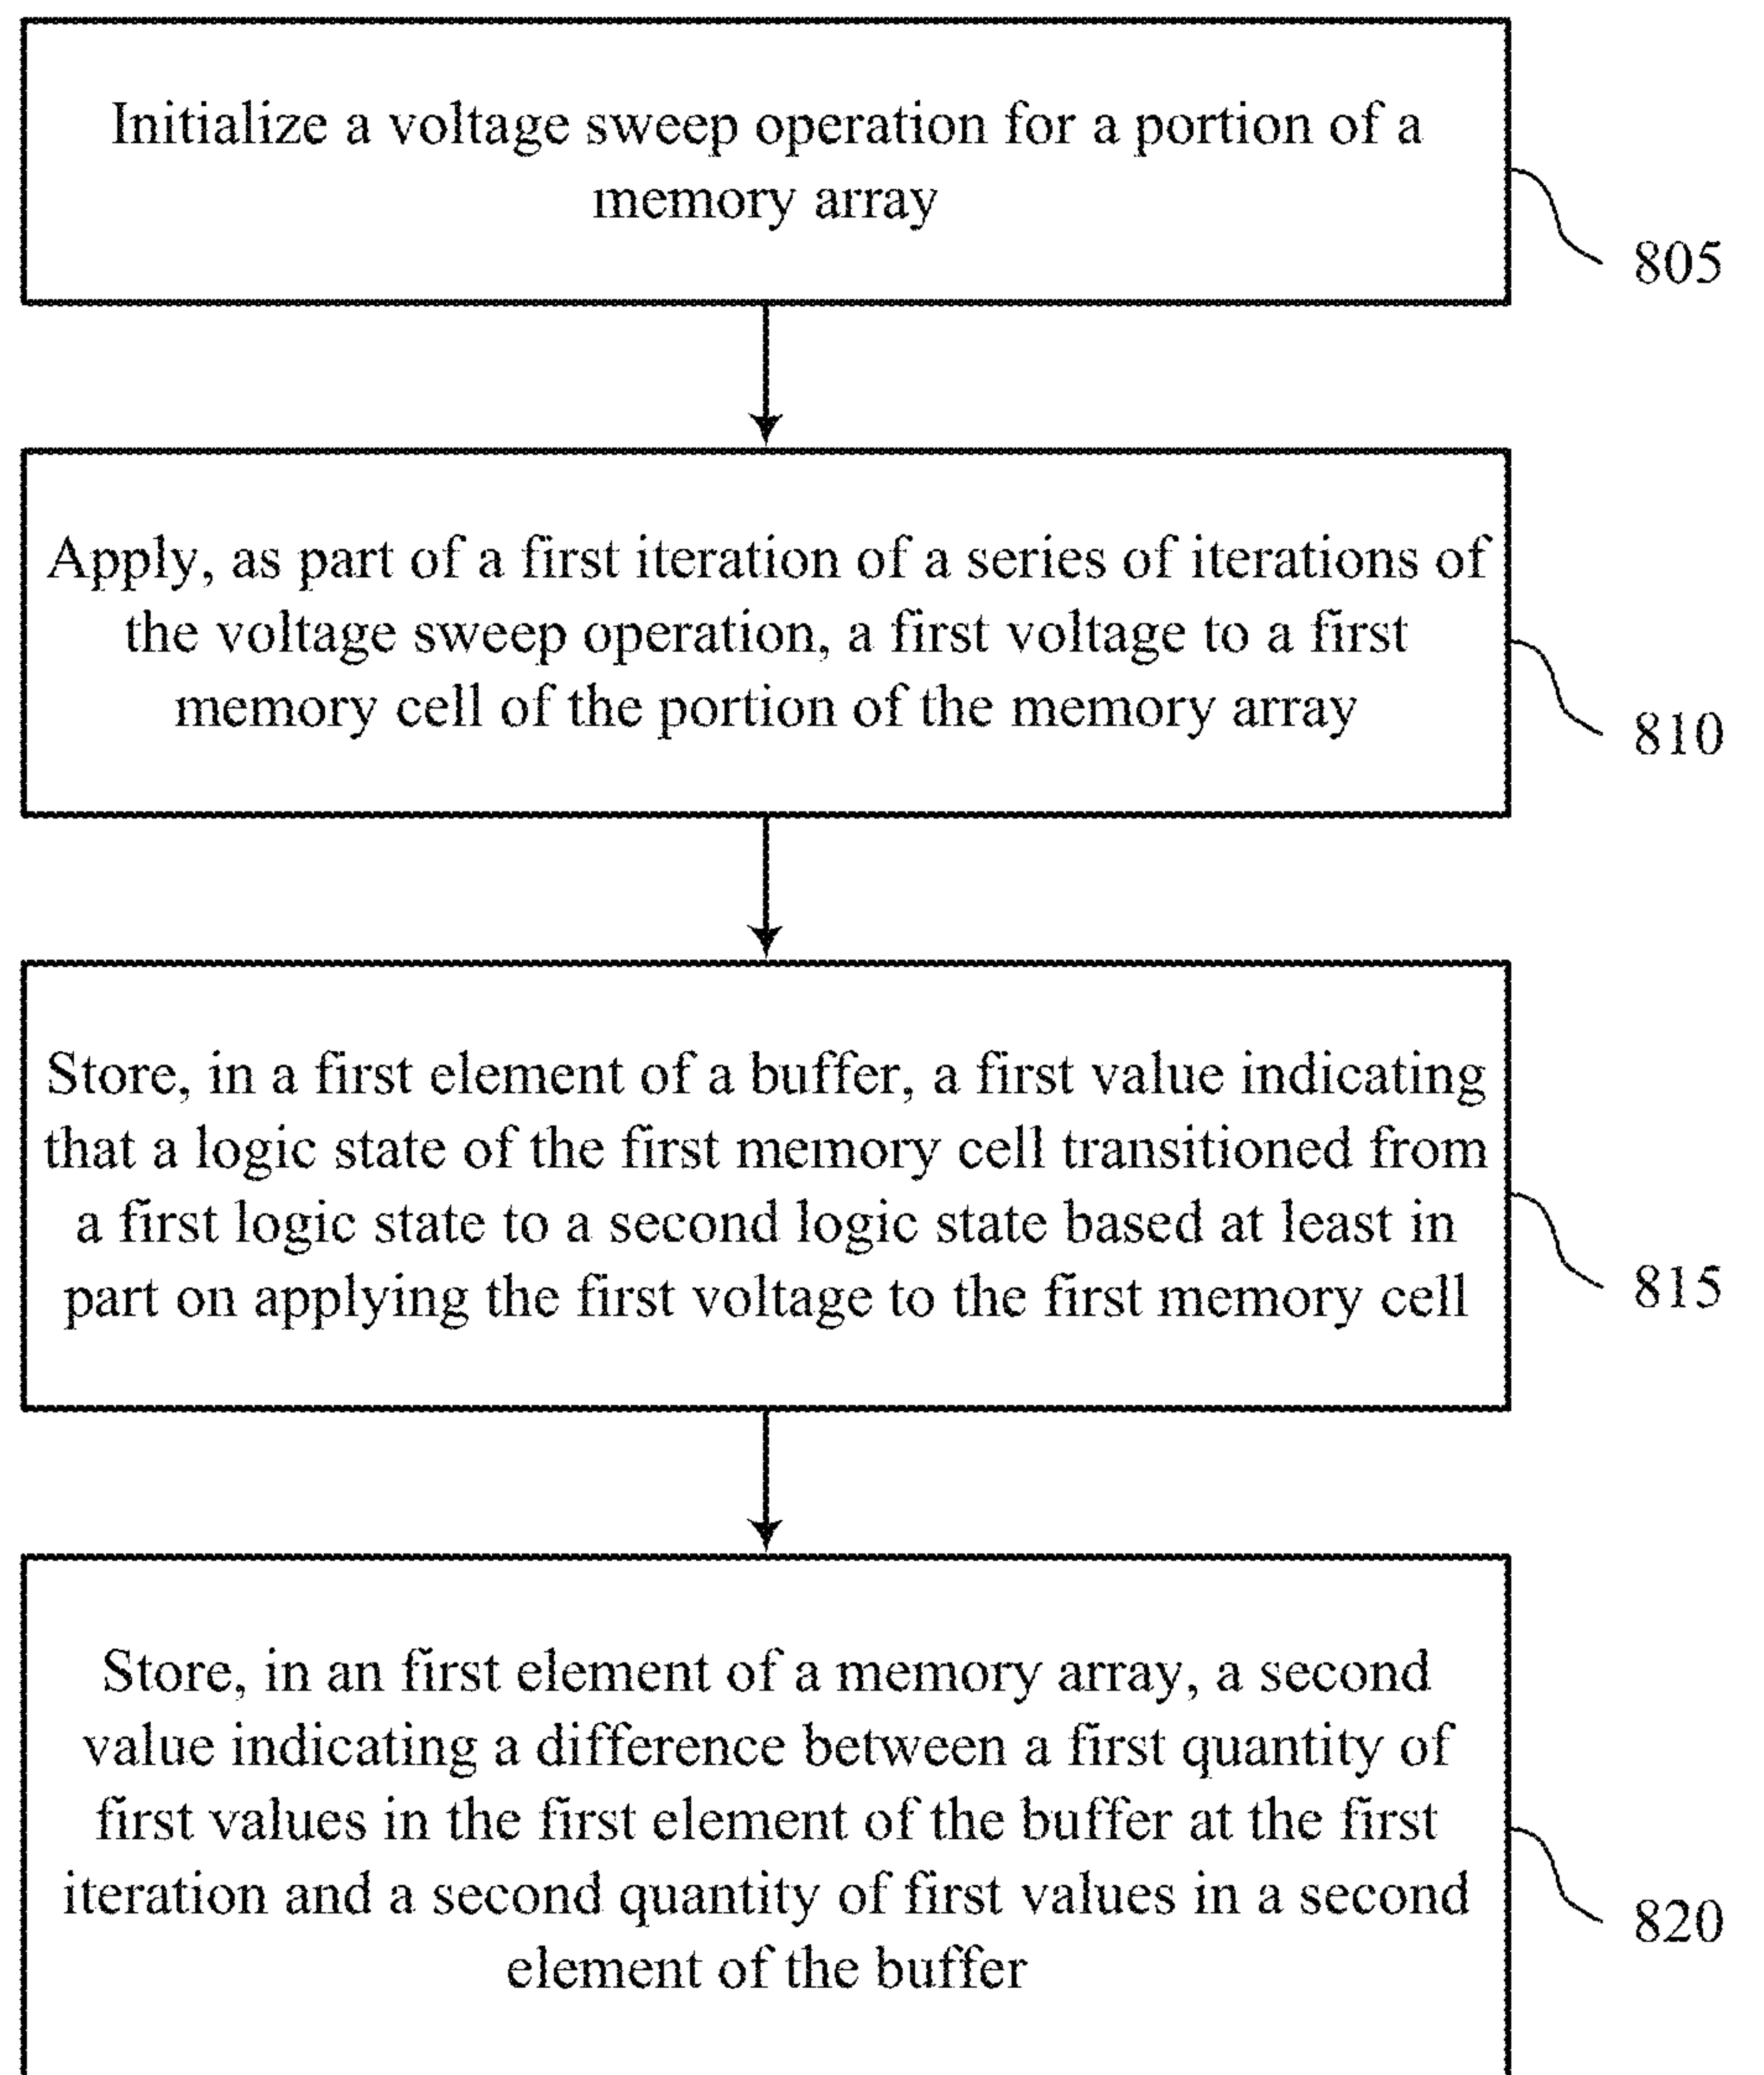 Initialize a voltage sweep operation for a portion of a
memory array
805
Apply, as part of a first iteration of a series of iterations of
the voltage sweep operation, a first voltage to a first
memory cell of the portion of the memory array
810
Store, in a first element of a buffer, a first value indicating
that a logic state of the first memory cell transitioned from
a first logic state to a second logic state based at least in
part on applying the first voltage to the first memory cell
815
Store, in an first element of a memory array, a second
value indicating a difference between a first quantity of
first values in the first element of the buffer at the first
iteration and a second quantity of first values in a second
element of the buffer
820